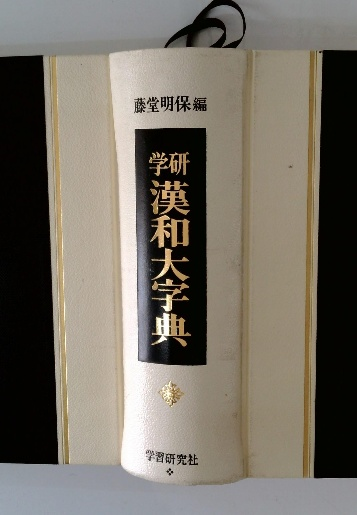 藤堂明保編
学研
漢和大字典
学習研究社